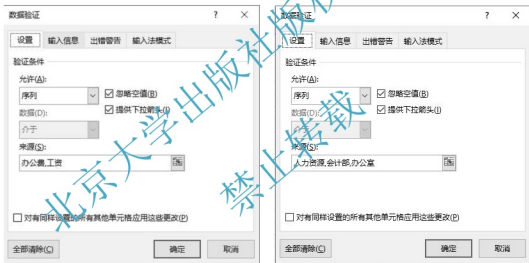 数据验证 ? ×
设置 输入信息 出错警告 输入法模式
验证条件
允许(A):
序列 ☑ 忽略空值(B)
数据(D): ☑ 提供下拉箭头(I)
介于
来源(S):
办公费,工资
☐ 对有同样设置的所有其他单元格应用这些更改(P)
全部清除(C) 确定 取消
数据验证 ? ×
设置 输入信息 出错警告 输入法模式
验证条件
允许(A):
序列 ☑ 忽略空值(B)
数据(D): ☑ 提供下拉箭头(I)
介于
来源(S):
人力资源,会计部,办公室
☐ 对有同样设置的所有其他单元格应用这些更改(P)
全部清除(C) 确定 取消
北京大学出版社版权
禁止转载